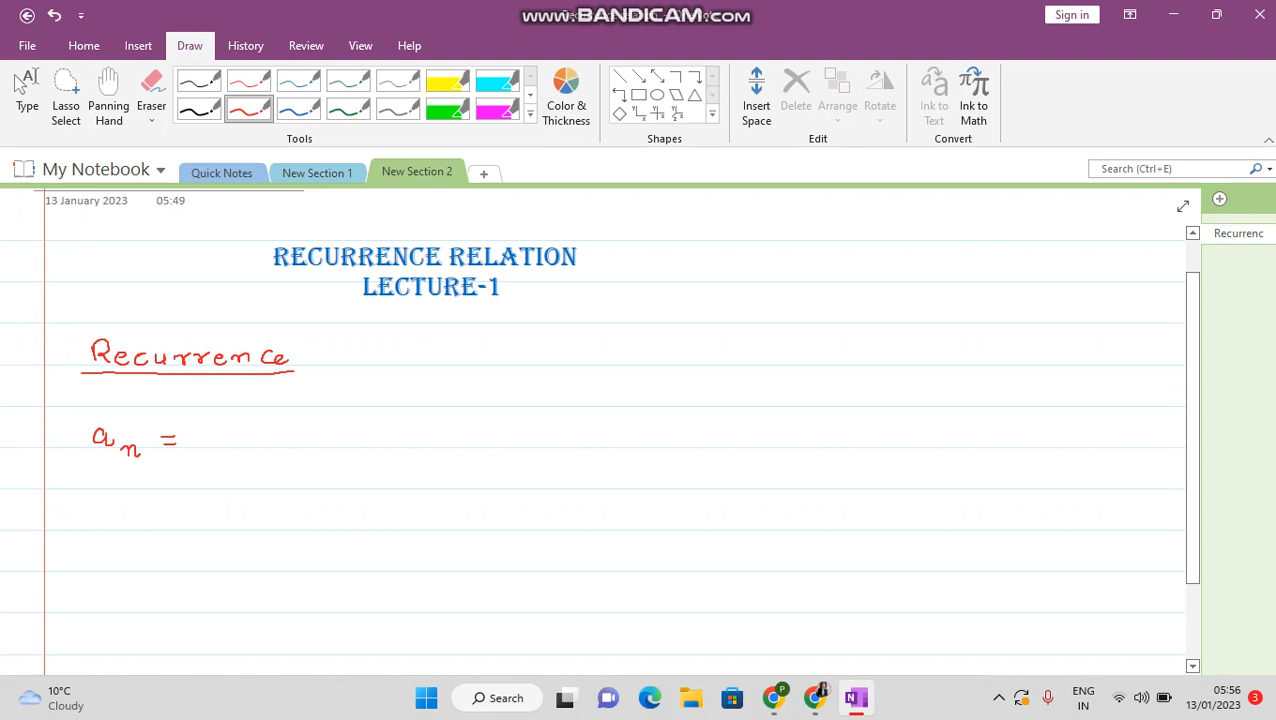 www.BANDICAM.com
Sign in
File Home Insert Draw History Review View Help
Type Lasso Select Panning Hand Eraser Color & Thickness Insert Space Delete Arrange Rotate Ink to Text Ink to Math
Tools Shapes Edit Convert
My Notebook Quick Notes New Section 1 New Section 2 + Search (Ctrl+E)
13 January 2023 05:49
Recurrenc
RECURRENCE RELATION
LECTURE-1
Recurrence
aₙ =
10°C
Cloudy
Search
ENG
IN
05:56
13/01/2023
3